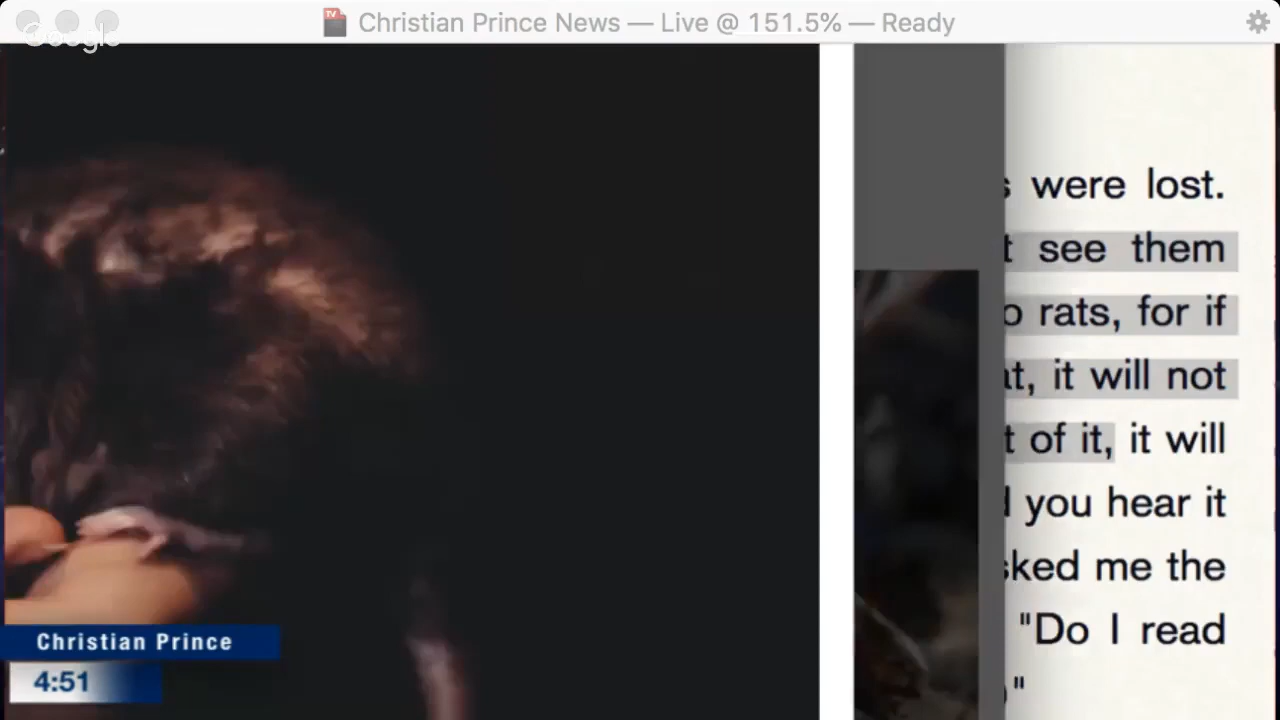 Christian Prince News — Live @ 151.5% — Ready
Google
were lost.
see them
rats, for if
it will not
of it, it will
you hear it
me the
"Do I read
"
Christian Prince
4:51